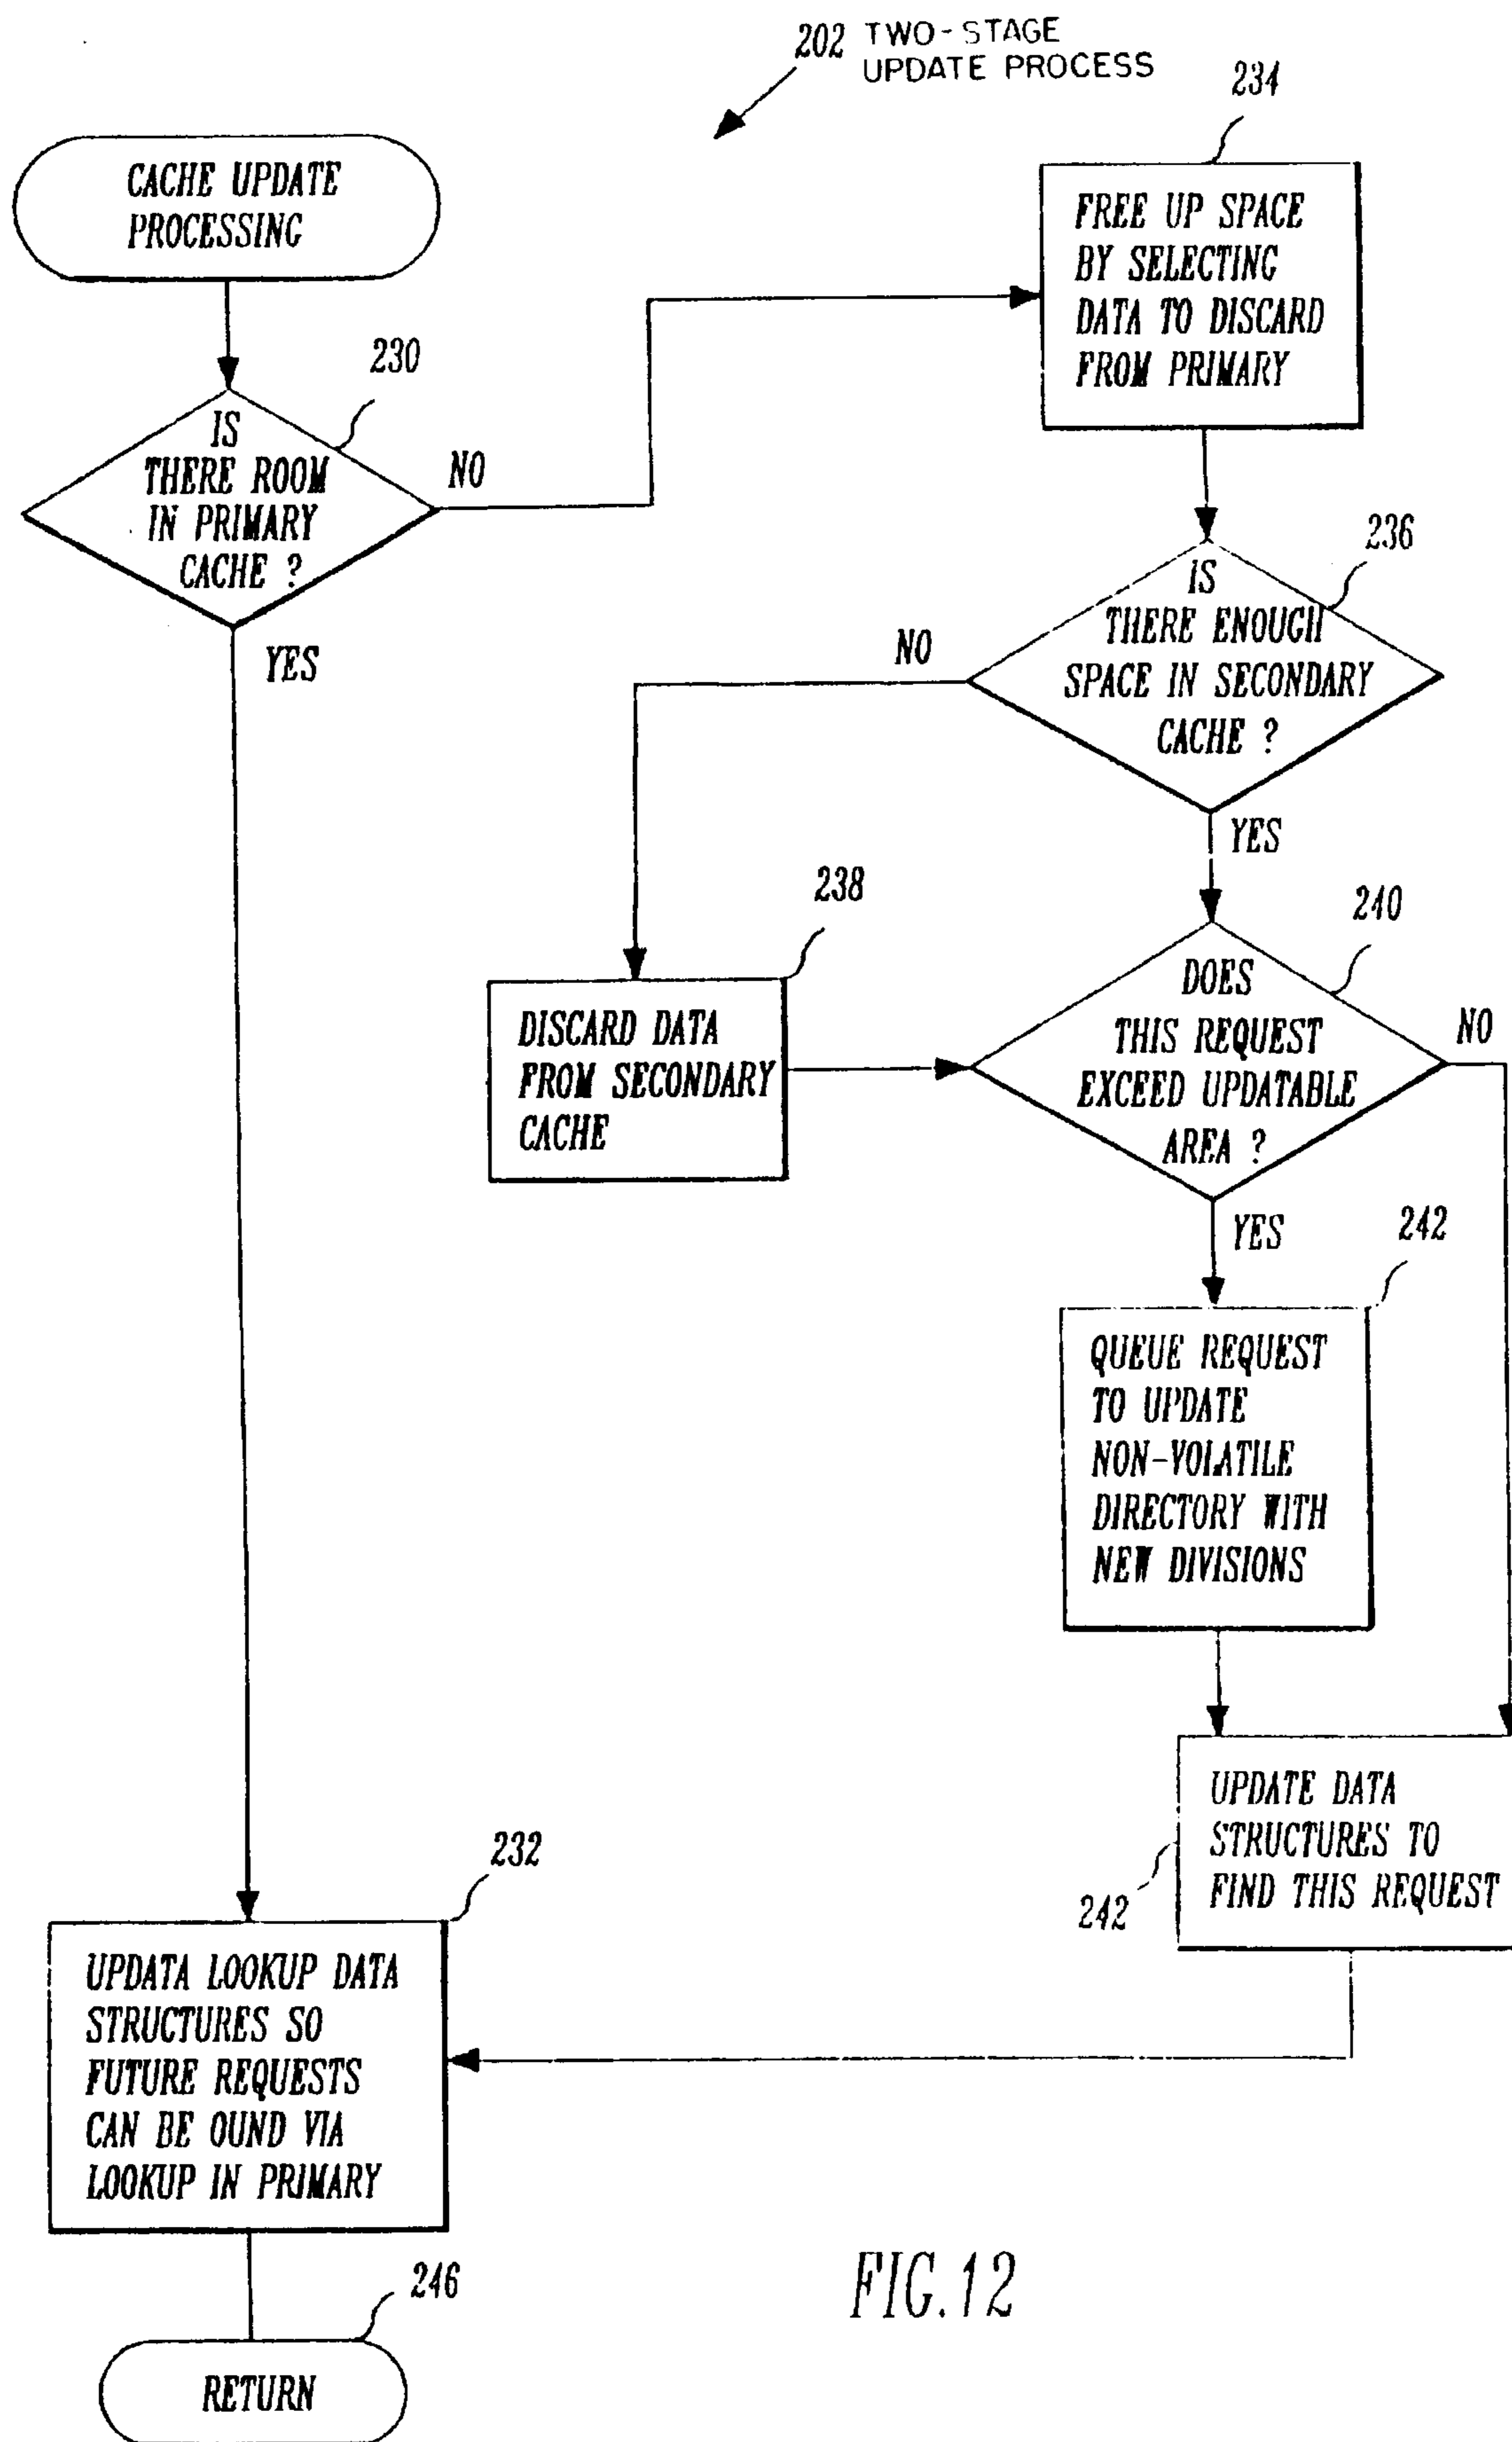 202 TWO-STAGE
UPDATE PROCESS
CACHE UPDATE
PROCESSING
230
IS
THERE ROOM
IN PRIMARY
CACHE ?
NO
YES
234
FREE UP SPACE
BY SELECTING
DATA TO DISCARD
FROM PRIMARY
236
IS
THERE ENOUGH
SPACE IN SECONDARY
CACHE ?
NO
YES
238
DISCARD DATA
FROM SECONDARY
CACHE
240
DOES
THIS REQUEST
EXCEED UPDATABLE
AREA ?
NO
YES
242
QUEUE REQUEST
TO UPDATE
NON-VOLATILE
DIRECTORY WITH
NEW DIVISIONS
UPDATE DATA
STRUCTURES TO
FIND THIS REQUEST
242
232
UPDATA LOOKUP DATA
STRUCTURES SO
FUTURE REQUESTS
CAN BE OUND VIA
LOOKUP IN PRIMARY
246
RETURN
FIG.12